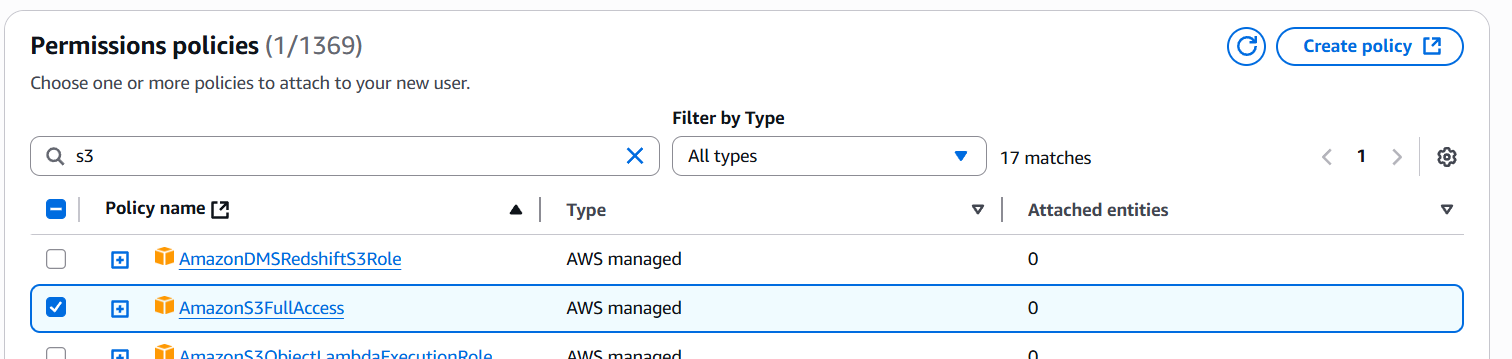 Permissions policies (1/1369)
Create policy
Choose one or more policies to attach to your new user.
Filter by Type
s3
All types
17 matches
1
Policy name
Type
Attached entities
AmazonDMSRedshiftS3Role
AWS managed
0
AmazonS3FullAccess
AWS managed
0
AmazonS3ObjectLambdaExecutionRole
AWS managed
0